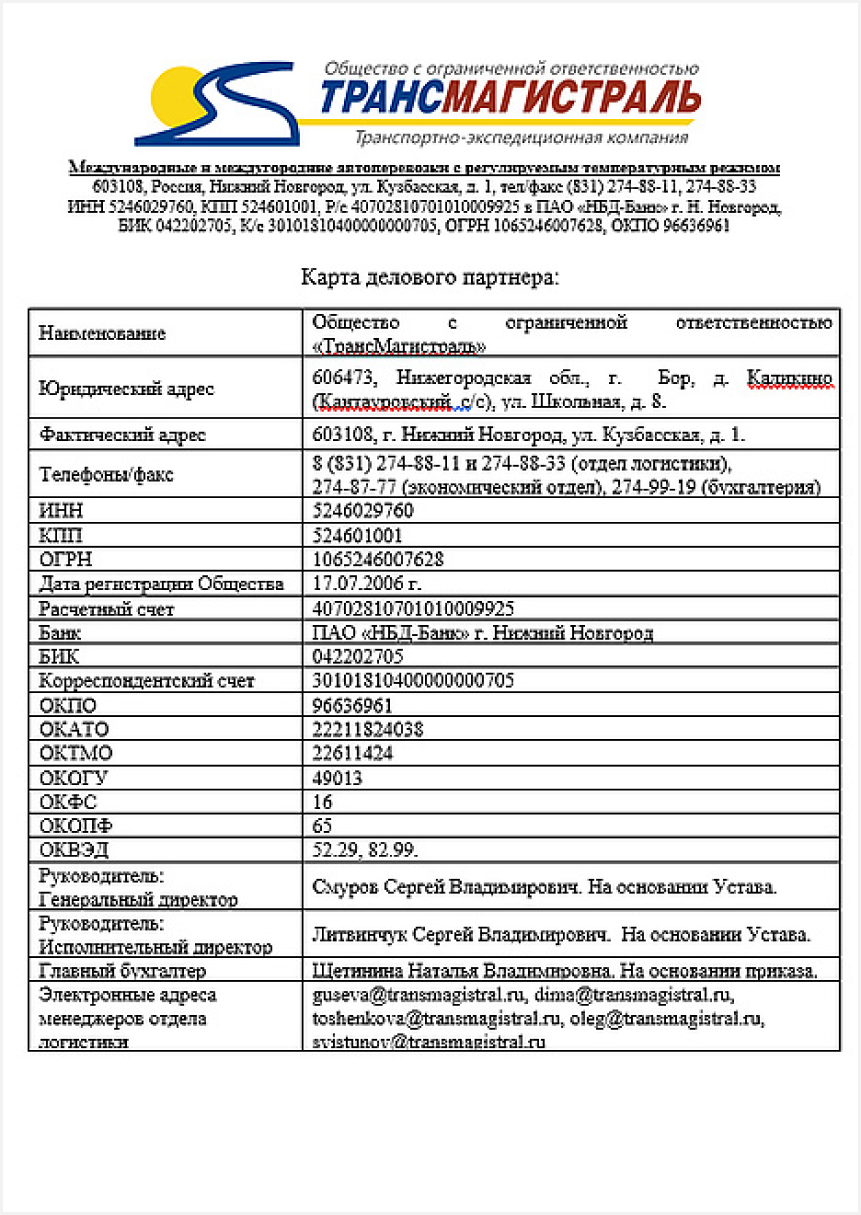 Общество с ограниченной ответственностью
ТРАНСМАГИСТРАЛЬ
Транспортно-экспедиционная компания
Международные и междугородние автоперевозки с регулируемым температурным режимом
603108, Россия, Нижний Новгород, ул. Кузбасская, д. 1, тел/факс (831) 274-88-11, 274-88-33
ИНН 5246029760, КПП 524601001, Р/с 40702810701010009925 в ПАО «НБД-Банк» г. Н. Новгород,
БИК 042202705, К/с 30101810400000000705, ОГРН 1065246007628, ОКПО 96636961
Карта делового партнера:
Наименование
Общество с ограниченной ответственностью
«ТрансМагистраль»
Юридический адрес
606473, Нижегородская обл., г. Бор, д. Каликино
(Кантауровский с/с), ул. Школьная, д. 8.
Фактический адрес
603108, г. Нижний Новгород, ул. Кузбасская, д. 1.
Телефоны/факс
8 (831) 274-88-11 и 274-88-33 (отдел логистики),
274-87-77 (экономический отдел), 274-99-19 (бухгалтерия)
ИНН
5246029760
КПП
524601001
ОГРН
1065246007628
Дата регистрации Общества
17.07.2006 г.
Расчетный счет
40702810701010009925
Банк
ПАО «НБД-Банк» г. Нижний Новгород
БИК
042202705
Корреспондентский счет
30101810400000000705
ОКПО
96636961
ОКАТО
22211824038
ОКТМО
22611424
ОКОГУ
49013
ОКФС
16
ОКОПФ
65
ОКВЭД
52.29, 82.99.
Руководитель:
Генеральный директор
Смуров Сергей Владимирович. На основании Устава.
Руководитель:
Исполнительный директор
Литвинчук Сергей Владимирович. На основании Устава.
Главный бухгалтер
Щетинина Наталья Владимировна. На основании приказа.
Электронные адреса
менеджеров отдела
логистики
guseva@transmagistral.ru, dima@transmagistral.ru,
toshenkova@transmagistral.ru, oleg@transmagistral.ru,
svistunov@transmagistral.ru